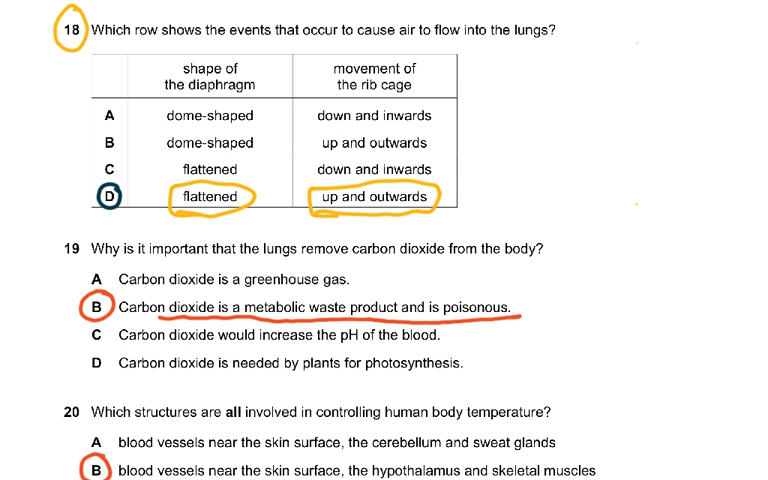 18 Which row shows the events that occur to cause air to flow into the lungs?
shape of the diaphragm movement of the rib cage
A dome-shaped down and inwards
B dome-shaped up and outwards
C flattened down and inwards
D flattened up and outwards
19 Why is it important that the lungs remove carbon dioxide from the body?
A Carbon dioxide is a greenhouse gas.
B Carbon dioxide is a metabolic waste product and is poisonous.
C Carbon dioxide would increase the pH of the blood.
D Carbon dioxide is needed by plants for photosynthesis.
20 Which structures are all involved in controlling human body temperature?
A blood vessels near the skin surface, the cerebellum and sweat glands
B blood vessels near the skin surface, the hypothalamus and skeletal muscles